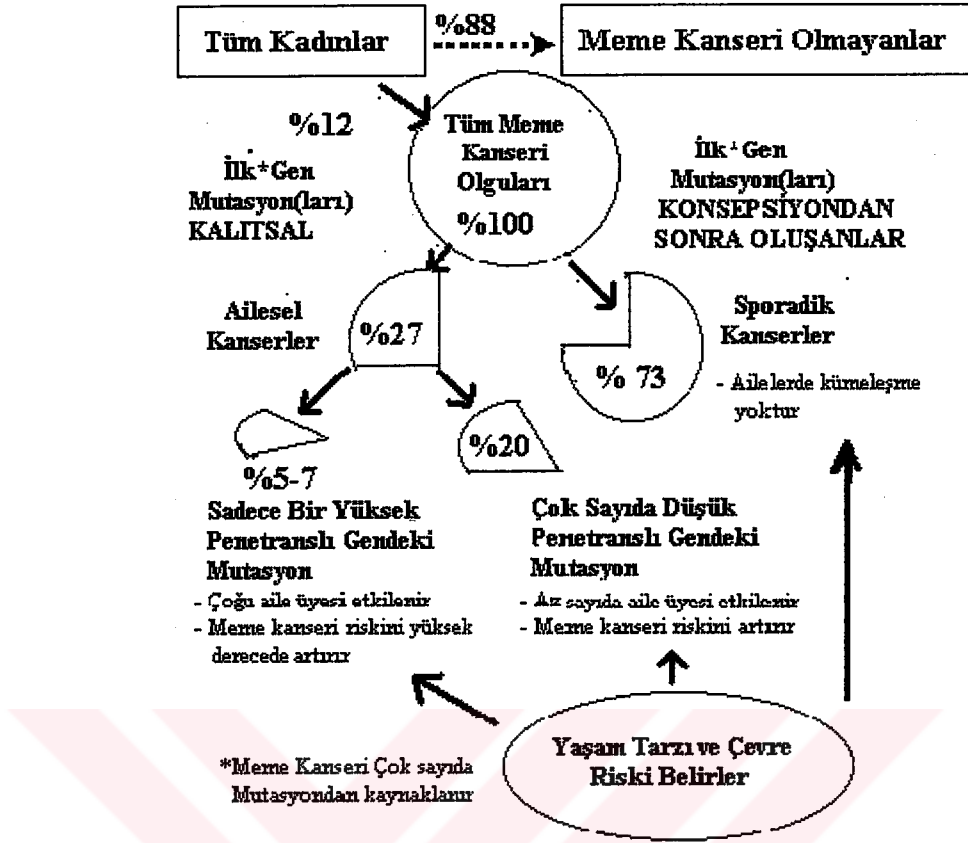 Tüm Kadınlar
%88
Meme Kanseri Olmayanlar
%12
Tüm Meme
Kanseri
Olguları
%100
İlk*Gen
Mutasyon(ları)
KALITSAL
İlk*Gen
Mutasyon(ları)
KONSEPSİYONDAN
SONRA OLUŞANLAR
Ailesel
Kanserler
%27
% 73
Sporadik
Kanserler
- Ailelerde kümeleşme
yoktur
%5-7
%20
Sadece Bir Yüksek
Penetranslı Gendeki
Mutasyon
- Çoğu aile üyesi etkilenir
- Meme kanseri riskini yüksek
derecede artırır
Çok Sayıda Düşük
Penetranslı Gendeki
Mutasyon
- Az sayıda aile üyesi etkilenir
- Meme kanseri riskini artırır
Yaşam Tarzı ve Çevre
Riski Belirler
*Meme Kanseri Çok sayıda
Mutasyondan kaynaklanır